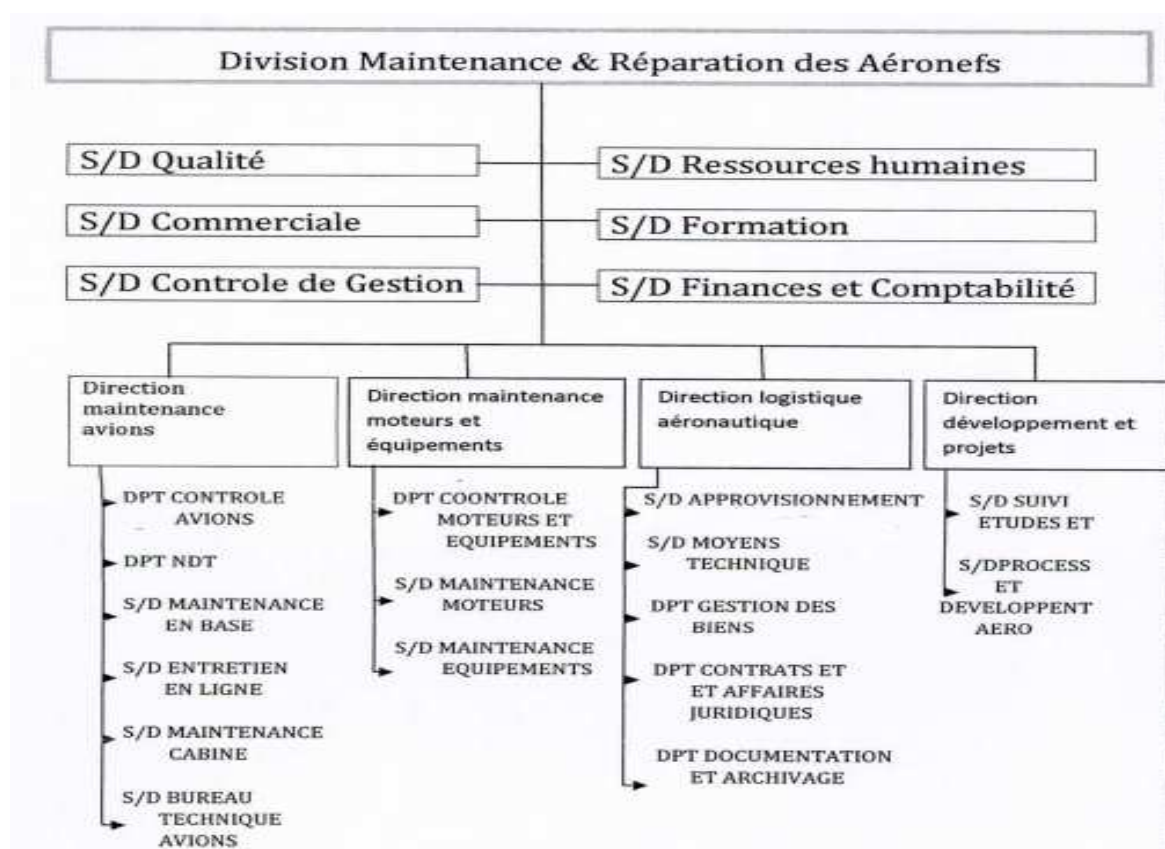 Division Maintenance & Réparation des Aéronefs
S/D Qualité
S/D Ressources humaines
S/D Commerciale
S/D Formation
S/D Controle de Gestion
S/D Finances et Comptabilité
Direction
maintenance
avions
DPT CONTROLE
AVIONS
DPT NDT
S/D MAINTENANCE
EN BASE
S/D ENTRETIEN
EN LIGNE
S/D MAINTENANCE
CABINE
S/D BUREAU
TECHNIQUE
AVIONS
Direction maintenance
moteurs et
équipements
DPT COONTROLE
MOTEURS ET
EQUIPEMENTS
S/D MAINTENANCE
MOTEURS
S/D MAINTENANCE
EQUIPEMENTS
Direction logistique
aéronautique
S/D APPROVISIONNEMENT
S/D MOYENS
TECHNIQUE
DPT GESTION DES
BIENS
DPT CONTRATS ET
ET AFFAIRES
JURIDIQUES
DPT DOCUMENTATION
ET ARCHIVAGE
Direction
développement et
projets
S/D SUIVI
ETUDES ET
S/DPROCESS
ET
DEVELOPPENT
AERO